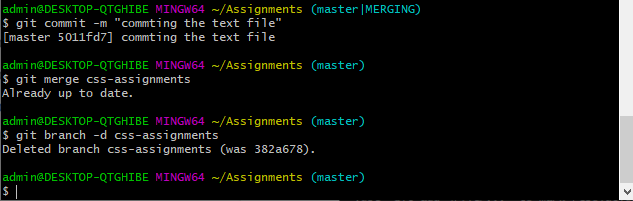 admin@DESKTOP-QTGHIBE MINGW64 ~/Assignments (master|MERGING)
$ git commit -m "commting the text file"
[master 5011fd7] commting the text file
admin@DESKTOP-QTGHIBE MINGW64 ~/Assignments (master)
$ git merge css-assignments
Already up to date.
admin@DESKTOP-QTGHIBE MINGW64 ~/Assignments (master)
$ git branch -d css-assignments
Deleted branch css-assignments (was 382a678).
admin@DESKTOP-QTGHIBE MINGW64 ~/Assignments (master)
$